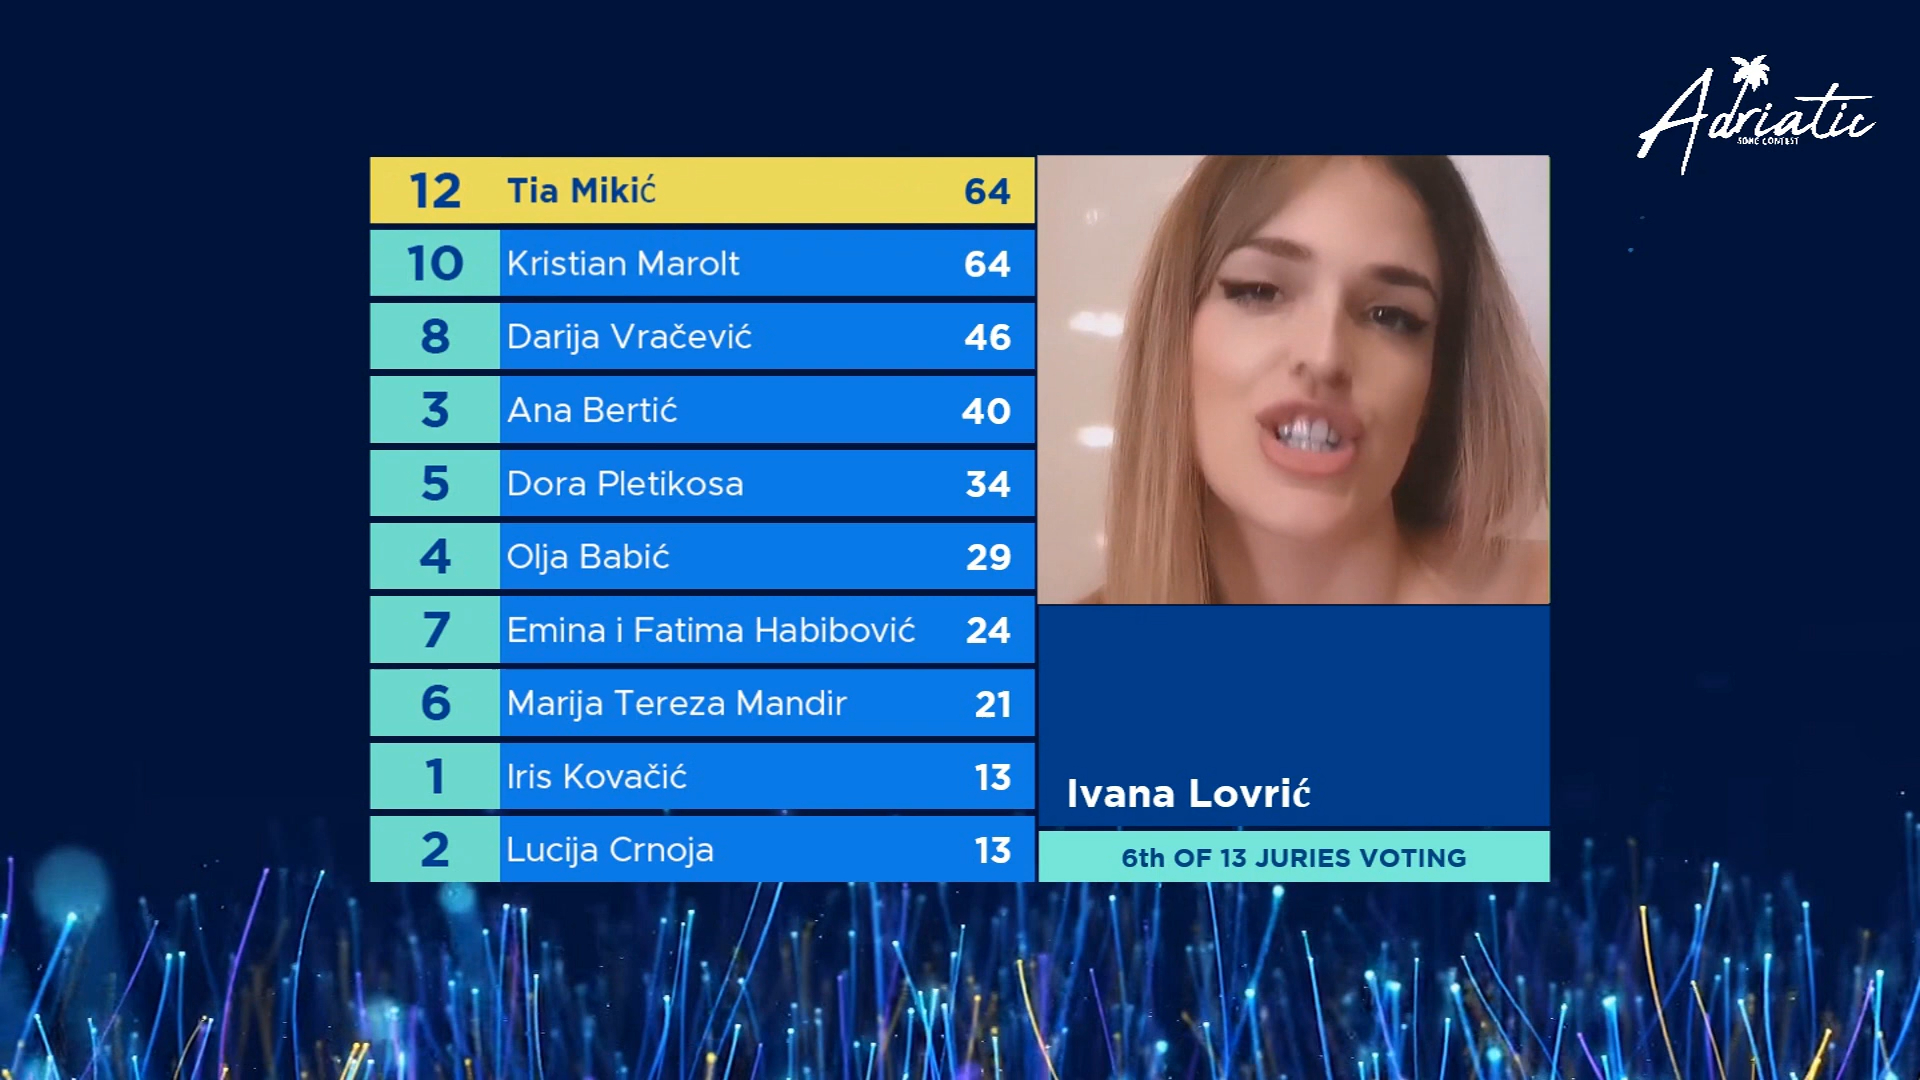 Adriatic
SONG CONTEST
12 Tia Mikić 64
10 Kristian Marolt 64
8 Darija Vračević 46
3 Ana Bertić 40
5 Dora Pletikosa 34
4 Olja Babić 29
7 Emina i Fatima Habibović 24
6 Marija Tereza Mandir 21
1 Iris Kovačić 13
2 Lucija Crnoja 13
Ivana Lovrić
6th OF 13 JURIES VOTING